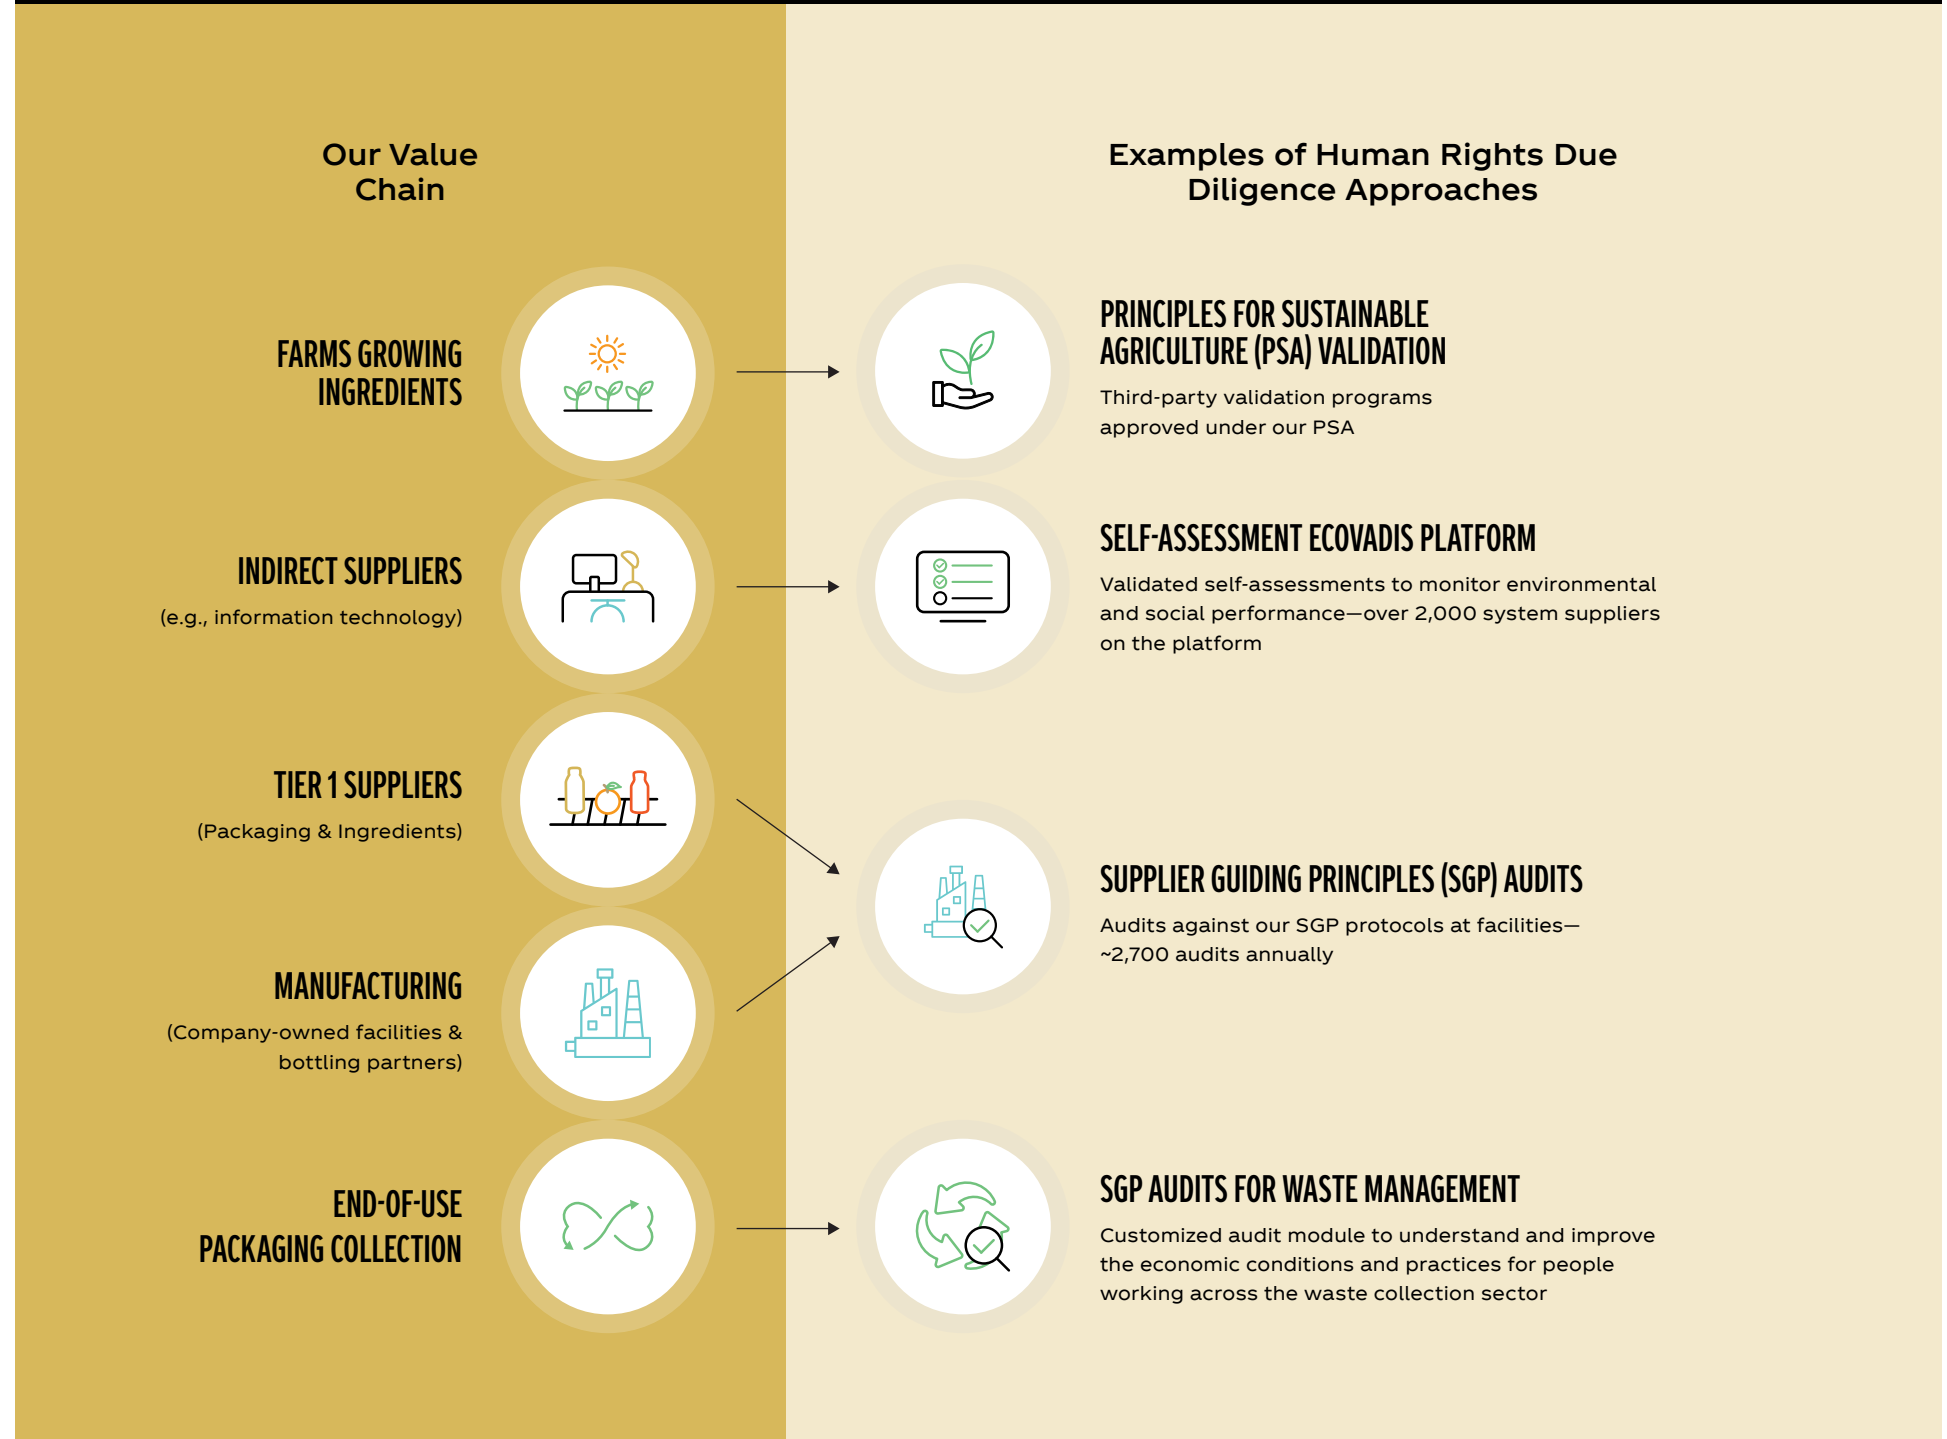 Our Value
Chain
Examples of Human Rights Due
Diligence Approaches
FARMS GROWING
INGREDIENTS
PRINCIPLES FOR SUSTAINABLE
AGRICULTURE (PSA) VALIDATION
Third-party validation programs
approved under our PSA
INDIRECT SUPPLIERS
(e.g., information technology)
SELF-ASSESSMENT ECOVADIS PLATFORM
Validated self-assessments to monitor environmental
and social performance—over 2,000 system suppliers
on the platform
TIER 1 SUPPLIERS
(Packaging & Ingredients)
MANUFACTURING
(Company-owned facilities &
bottling partners)
SUPPLIER GUIDING PRINCIPLES (SGP) AUDITS
Audits against our SGP protocols at facilities—
~2,700 audits annually
END-OF-USE
PACKAGING COLLECTION
SGP AUDITS FOR WASTE MANAGEMENT
Customized audit module to understand and improve
the economic conditions and practices for people
working across the waste collection sector